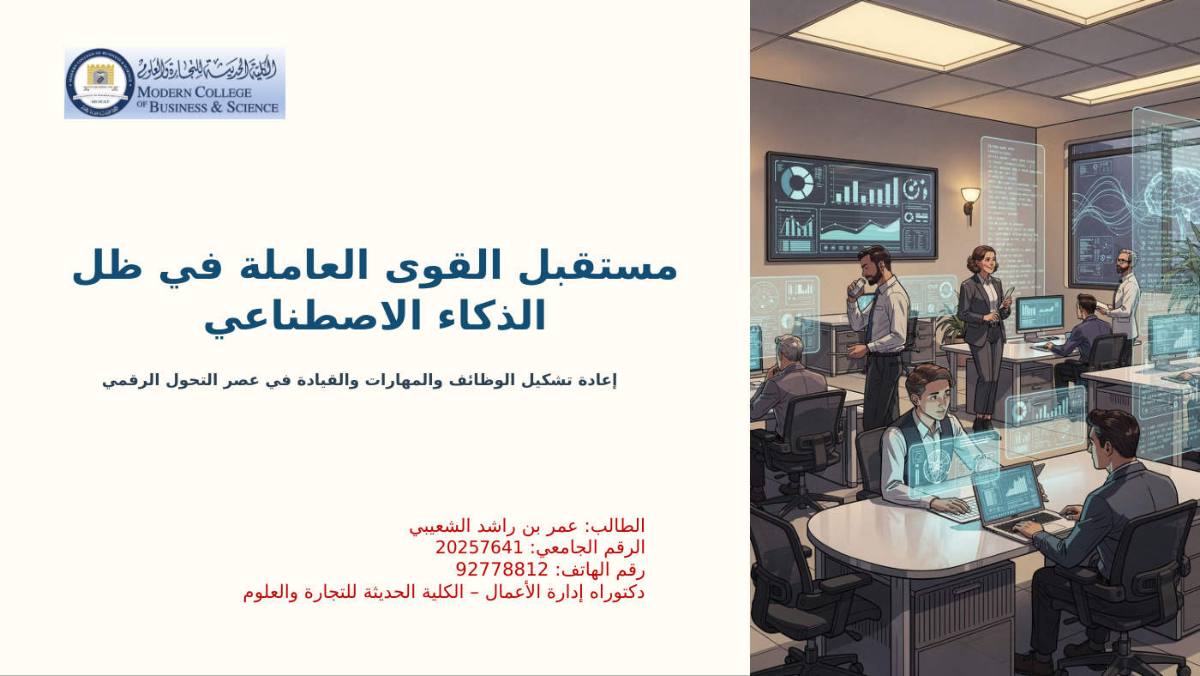 الكلية الحديثة للتجارة والعلوم
MODERN COLLEGE
OF BUSINESS & SCIENCE
مستقبل القوى العاملة في ظل
الذكاء الاصطناعي
إعادة تشكيل الوظائف والمهارات والقيادة في عصر التحول الرقمي
الطالب: عمر بن راشد الشعيبي
الرقم الجامعي: 20257641
رقم الهاتف: 92778812
دكتوراه إدارة الأعمال – الكلية الحديثة للتجارة والعلوم